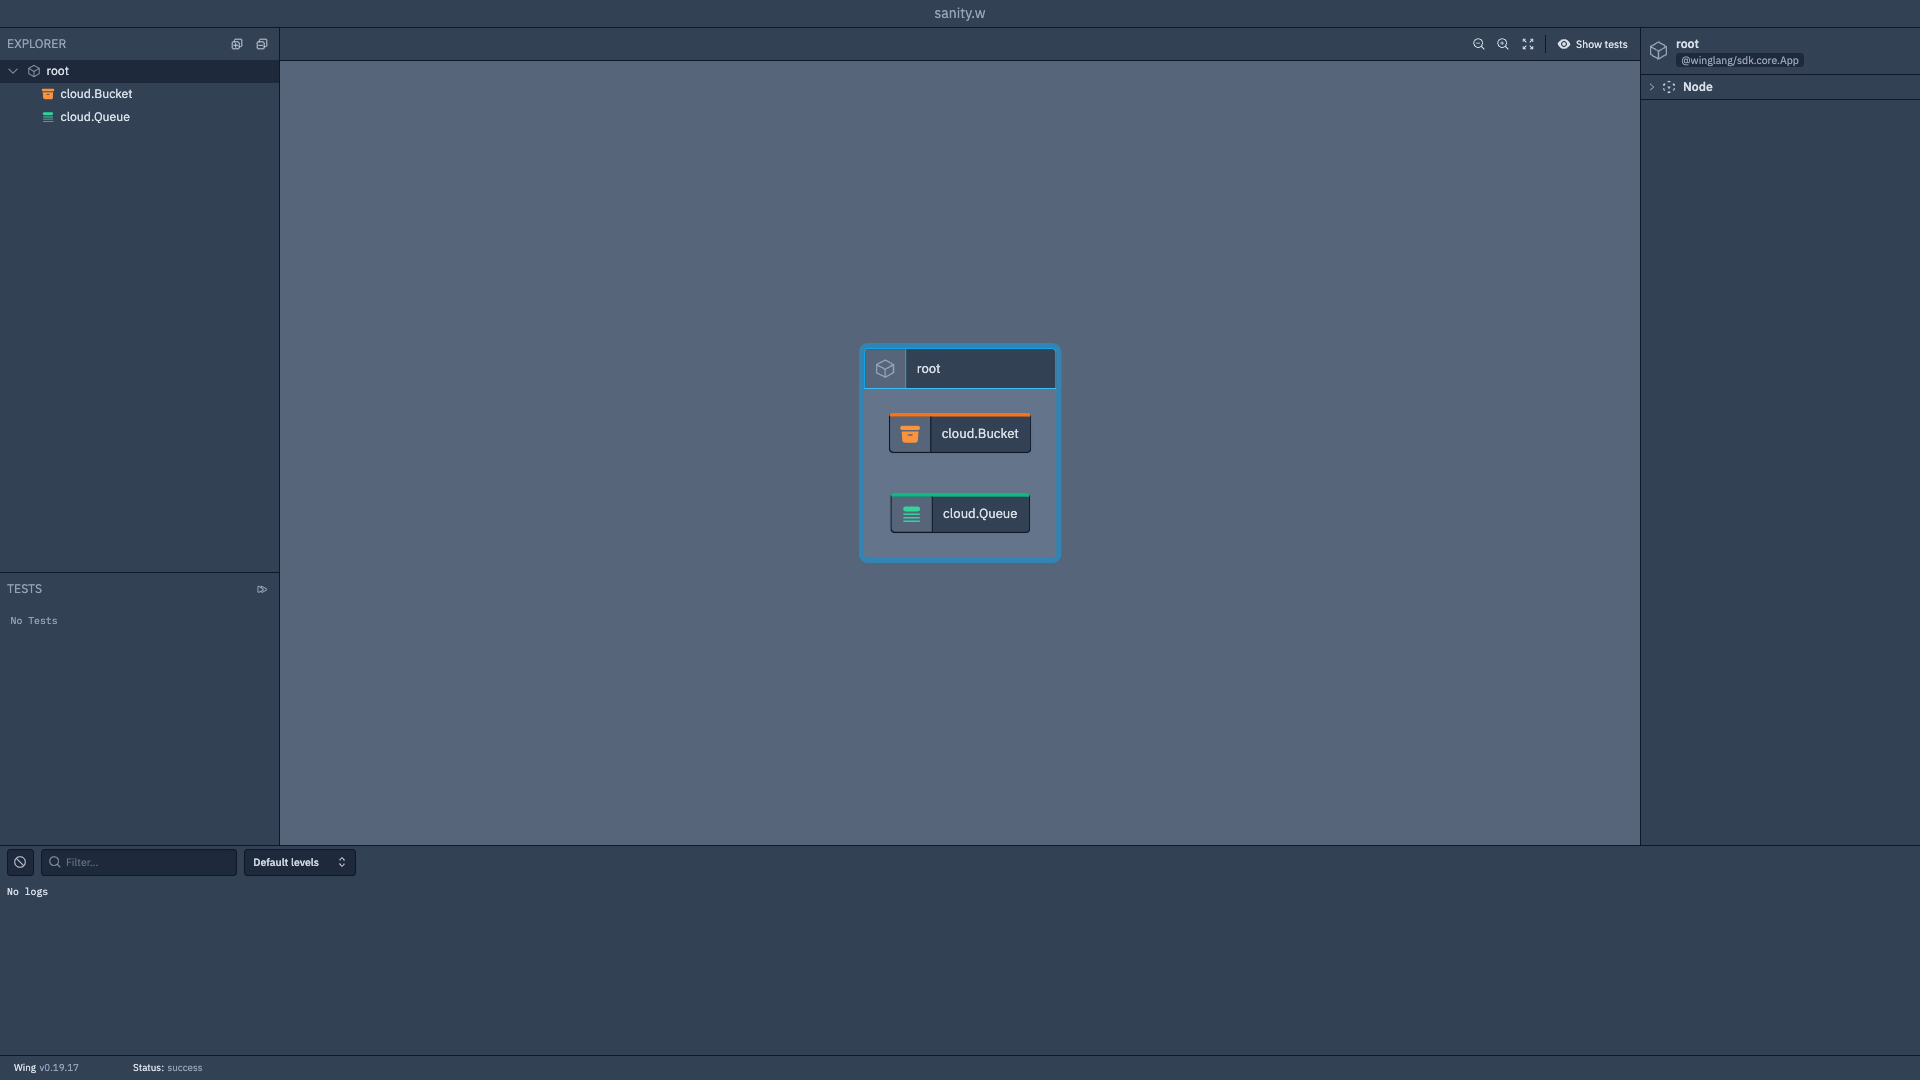 sanity.w
EXPLORER
root
cloud.Bucket
cloud.Queue
TESTS
No Tests
Show tests
root
cloud.Bucket
cloud.Queue
root
@winglang/sdk.core.App
Node
Filter...
Default levels
No logs
Wing v0.19.17
Status: success